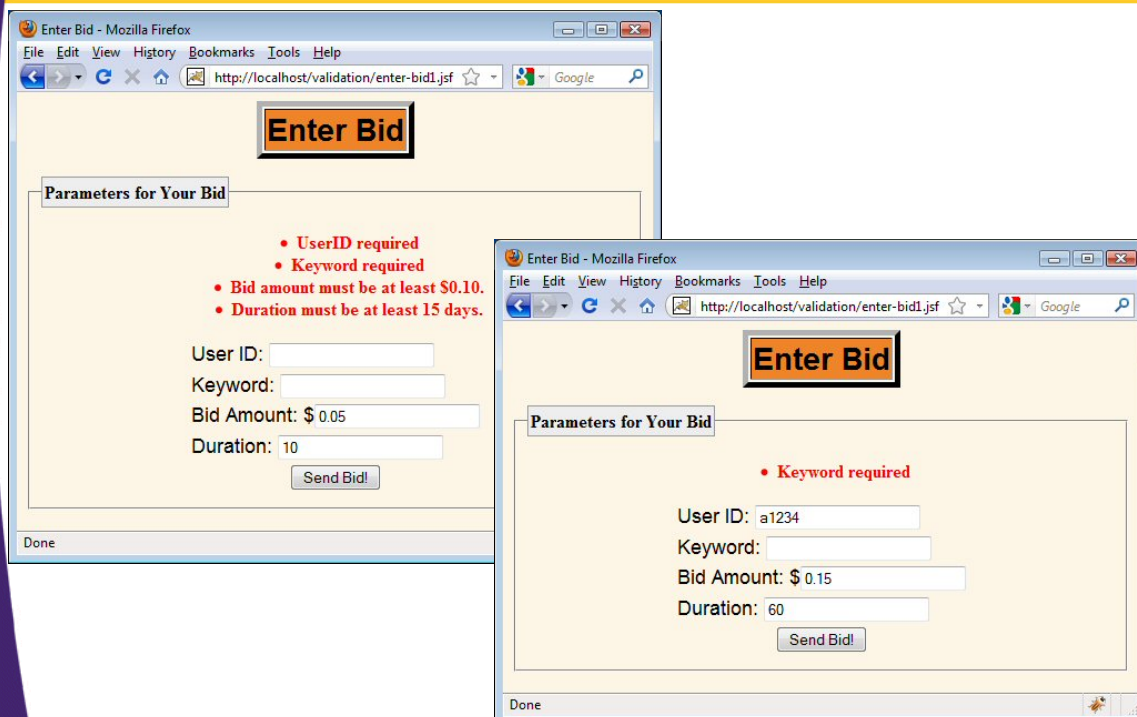 Enter Bid - Mozilla Firefox
File Edit View History Bookmarks Tools Help
http://localhost/validation/enter-bid1.jsf
Google
Enter Bid
Parameters for Your Bid
• UserID required
• Keyword required
• Bid amount must be at least $0.10.
• Duration must be at least 15 days.
User ID:
Keyword:
Bid Amount: $ 0.05
Duration: 10
Send Bid!
Done
Enter Bid - Mozilla Firefox
File Edit View History Bookmarks Tools Help
http://localhost/validation/enter-bid1.jsf
Google
Enter Bid
Parameters for Your Bid
• Keyword required
User ID: a1234
Keyword:
Bid Amount: $ 0.15
Duration: 60
Send Bid!
Done